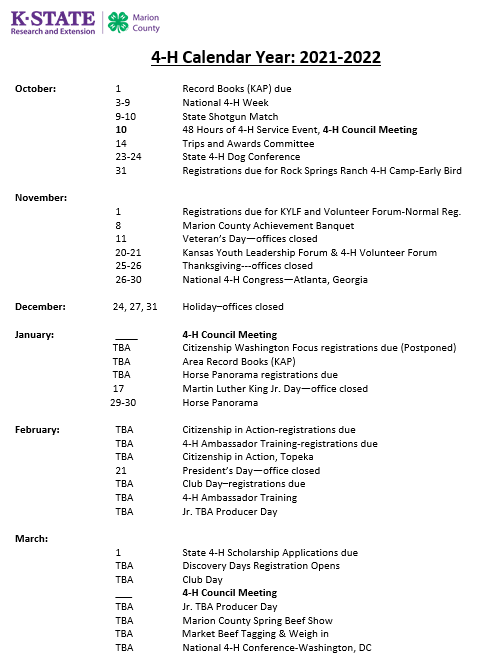 K-STATE
Research and Extension
Marion
County
4-H Calendar Year: 2021-2022
October: 1 Record Books (KAP) due
3-9 National 4-H Week
9-10 State Shotgun Match
10 48 Hours of 4-H Service Event, 4-H Council Meeting
14 Trips and Awards Committee
23-24 State 4-H Dog Conference
31 Registrations due for Rock Springs Ranch 4-H Camp-Early Bird
November:
1 Registrations due for KYLF and Volunteer Forum-Normal Reg.
8 Marion County Achievement Banquet
11 Veteran's Day—offices closed
20-21 Kansas Youth Leadership Forum & 4-H Volunteer Forum
25-26 Thanksgiving---offices closed
26-30 National 4-H Congress—Atlanta, Georgia
December: 24, 27, 31 Holiday–offices closed
January: ____ 4-H Council Meeting
TBA Citizenship Washington Focus registrations due (Postponed)
TBA Area Record Books (KAP)
TBA Horse Panorama registrations due
17 Martin Luther King Jr. Day—office closed
29-30 Horse Panorama
February: TBA Citizenship in Action-registrations due
TBA 4-H Ambassador Training-registrations due
TBA Citizenship in Action, Topeka
21 President's Day—office closed
TBA Club Day–registrations due
TBA 4-H Ambassador Training
TBA Jr. TBA Producer Day
March:
1 State 4-H Scholarship Applications due
TBA Discovery Days Registration Opens
TBA Club Day
___ 4-H Council Meeting
TBA Jr. TBA Producer Day
TBA Marion County Spring Beef Show
TBA Market Beef Tagging & Weigh in
TBA National 4-H Conference-Washington, DC